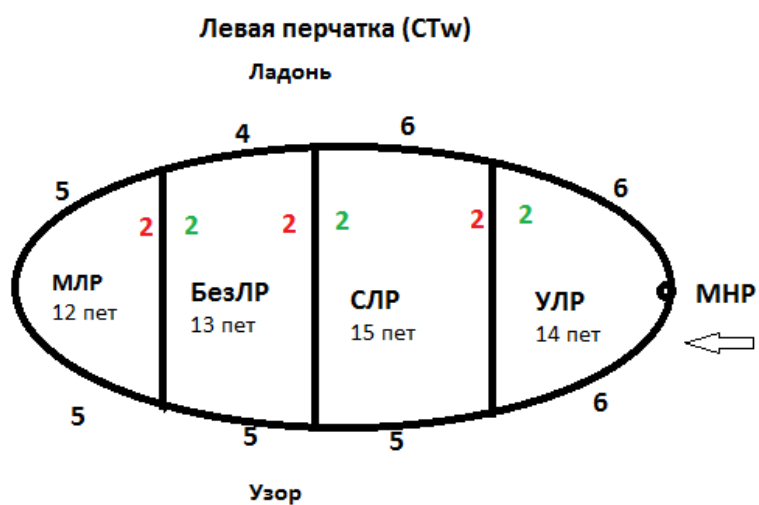 Левая перчатка (СТw)
Ладонь
4 6
5 6
2 2 2 2 2 2
МЛР
12 пет
БезЛР
13 пет
СЛР
15 пет
УЛР
14 пет
МНР
5 5 5 6
Узор